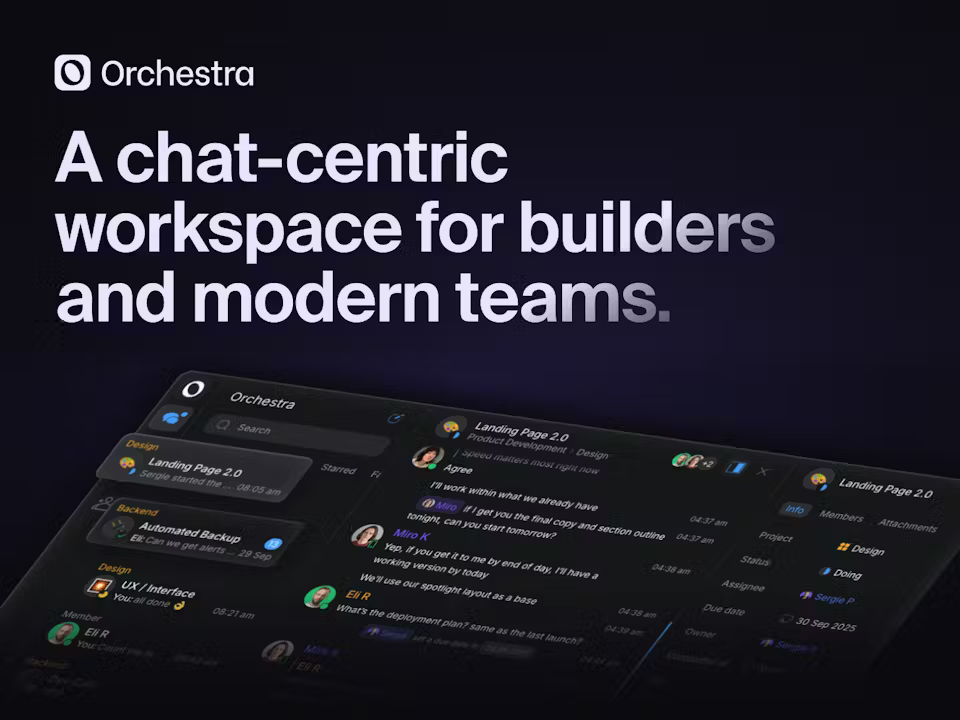 Orchestra
A chat-centric
workspace for builders
and modern teams.
Orchestra
Search
Starred
Design
Landing Page 2.0
Sergie started the ... 08:05 am
Backend
Automated Backup
Eli: Can we get alerts ... 29 Sep
13
Design
UX / Interface
You: all done 08:21 am
Member
Eli R
You:
Landing Page 2.0
Product Development › Design
+2
Speed matters most right now
Agree
I'll work within what we already have
04:37 am
Miro if I get you the final copy and section outline
tonight, can you start tomorrow?
04:37 am
Miro K
Yep, if you get it to me by end of day, I'll have a
working version by today
04:38 am
We'll use our spotlight layout as a base
04:38 am
Eli R
What's the deployment plan? same as the last launch?
04:39 am
Miro K
Eli R
Landing Page 2.0
Info Members Attachments
Project Design
Status Doing
Assignee Sergie P
Due date 30 Sep 2025
Owner